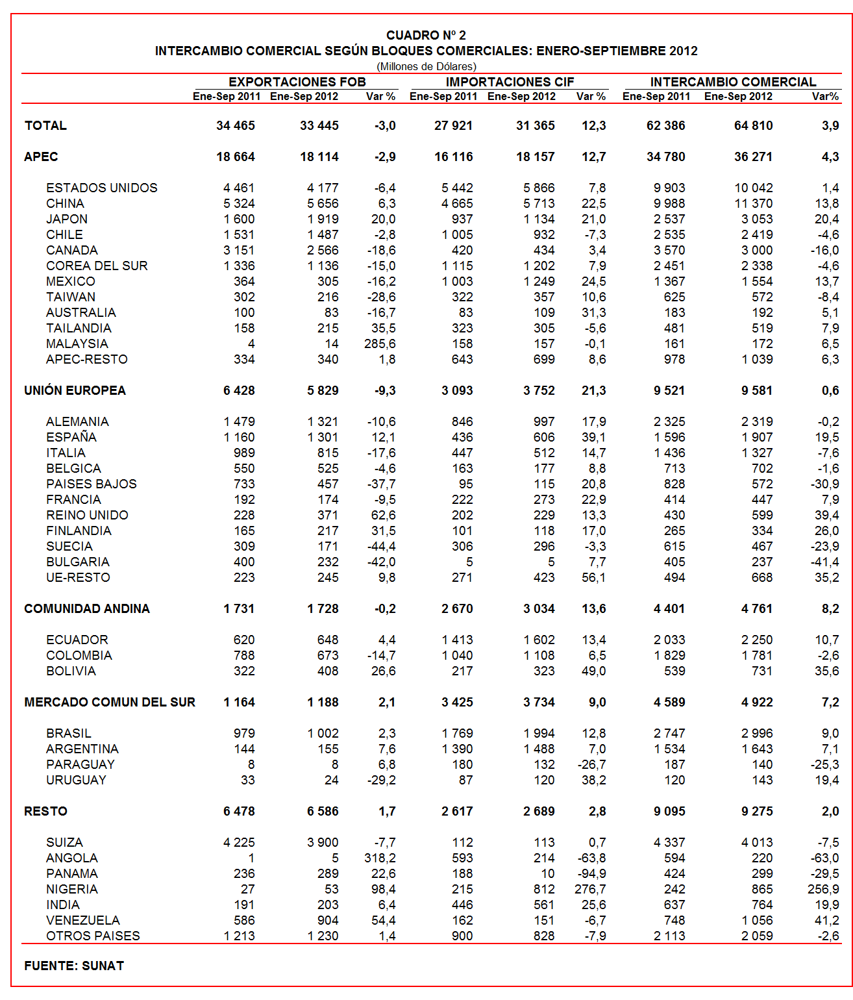 CUADRO Nº 2
INTERCAMBIO COMERCIAL SEGÚN BLOQUES COMERCIALES: ENERO-SEPTIEMBRE 2012
(Millones de Dólares)
EXPORTACIONES FOB IMPORTACIONES CIF INTERCAMBIO COMERCIAL
Ene-Sep 2011 Ene-Sep 2012 Var % Ene-Sep 2011 Ene-Sep 2012 Var % Ene-Sep 2011 Ene-Sep 2012 Var%
TOTAL 34 465 33 445 -3,0 27 921 31 365 12,3 62 386 64 810 3,9
APEC 18 664 18 114 -2,9 16 116 18 157 12,7 34 780 36 271 4,3
ESTADOS UNIDOS 4 461 4 177 -6,4 5 442 5 866 7,8 9 903 10 042 1,4
CHINA 5 324 5 656 6,3 4 665 5 713 22,5 9 988 11 370 13,8
JAPON 1 600 1 919 20,0 937 1 134 21,0 2 537 3 053 20,4
CHILE 1 531 1 487 -2,8 1 005 932 -7,3 2 535 2 419 -4,6
CANADA 3 151 2 566 -18,6 420 434 3,4 3 570 3 000 -16,0
COREA DEL SUR 1 336 1 136 -15,0 1 115 1 202 7,9 2 451 2 338 -4,6
MEXICO 364 305 -16,2 1 003 1 249 24,5 1 367 1 554 13,7
TAIWAN 302 216 -28,6 322 357 10,6 625 572 -8,4
AUSTRALIA 100 83 -16,7 83 109 31,3 183 192 5,1
TAILANDIA 158 215 35,5 323 305 -5,6 481 519 7,9
MALAYSIA 4 14 285,6 158 157 -0,1 161 172 6,5
APEC-RESTO 334 340 1,8 643 699 8,6 978 1 039 6,3
UNIÓN EUROPEA 6 428 5 829 -9,3 3 093 3 752 21,3 9 521 9 581 0,6
ALEMANIA 1 479 1 321 -10,6 846 997 17,9 2 325 2 319 -0,2
ESPAÑA 1 160 1 301 12,1 436 606 39,1 1 596 1 907 19,5
ITALIA 989 815 -17,6 447 512 14,7 1 436 1 327 -7,6
BELGICA 550 525 -4,6 163 177 8,8 713 702 -1,6
PAISES BAJOS 733 457 -37,7 95 115 20,8 828 572 -30,9
FRANCIA 192 174 -9,5 222 273 22,9 414 447 7,9
REINO UNIDO 228 371 62,6 202 229 13,3 430 599 39,4
FINLANDIA 165 217 31,5 101 118 17,0 265 334 26,0
SUECIA 309 171 -44,4 306 296 -3,3 615 467 -23,9
BULGARIA 400 232 -42,0 5 5 7,7 405 237 -41,4
UE-RESTO 223 245 9,8 271 423 56,1 494 668 35,2
COMUNIDAD ANDINA 1 731 1 728 -0,2 2 670 3 034 13,6 4 401 4 761 8,2
ECUADOR 620 648 4,4 1 413 1 602 13,4 2 033 2 250 10,7
COLOMBIA 788 673 -14,7 1 040 1 108 6,5 1 829 1 781 -2,6
BOLIVIA 322 408 26,6 217 323 49,0 539 731 35,6
MERCADO COMUN DEL SUR 1 164 1 188 2,1 3 425 3 734 9,0 4 589 4 922 7,2
BRASIL 979 1 002 2,3 1 769 1 994 12,8 2 747 2 996 9,0
ARGENTINA 144 155 7,6 1 390 1 488 7,0 1 534 1 643 7,1
PARAGUAY 8 8 6,8 180 132 -26,7 187 140 -25,3
URUGUAY 33 24 -29,2 87 120 38,2 120 143 19,4
RESTO 6 478 6 586 1,7 2 617 2 689 2,8 9 095 9 275 2,0
SUIZA 4 225 3 900 -7,7 112 113 0,7 4 337 4 013 -7,5
ANGOLA 1 5 318,2 593 214 -63,8 594 220 -63,0
PANAMA 236 289 22,6 188 10 -94,9 424 299 -29,5
NIGERIA 27 53 98,4 215 812 276,7 242 865 256,9
INDIA 191 203 6,4 446 561 25,6 637 764 19,9
VENEZUELA 586 904 54,4 162 151 -6,7 748 1 056 41,2
OTROS PAISES 1 213 1 230 1,4 900 828 -7,9 2 113 2 059 -2,6
FUENTE: SUNAT